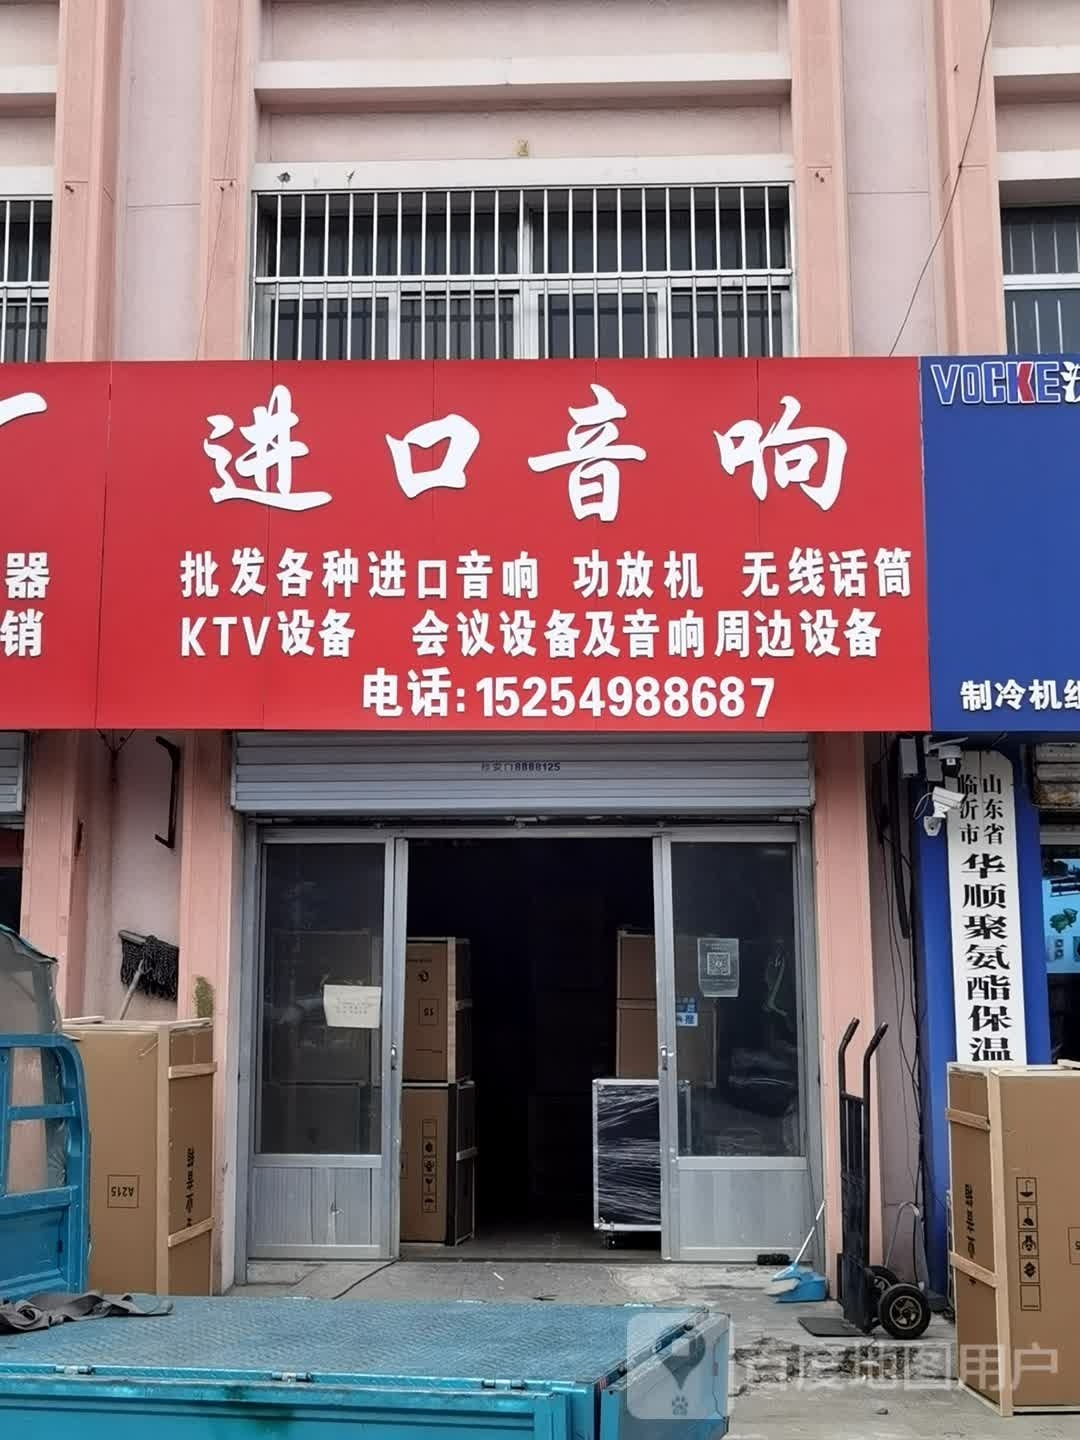 厂
进口音响
VOCKE
批发各种进口音响 功放机 无线话筒
器
KTV设备 会议设备及音响周边设备
销
电话:15254988687
制冷机组
8888125
山东省
临沂市
华顺聚氨酯保温
15
A215
百度地图用户